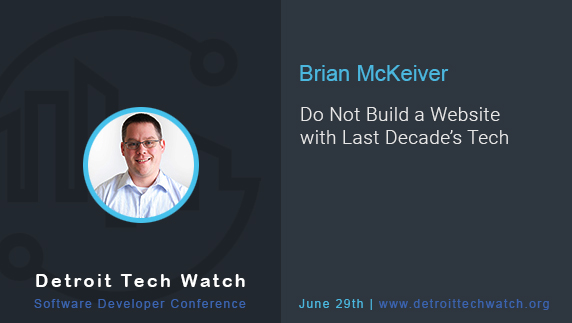 Brian McKeiver
Do Not Build a Website
with Last Decade's Tech
Detroit Tech Watch
Software Developer Conference
June 29th | www.detroittechwatch.org